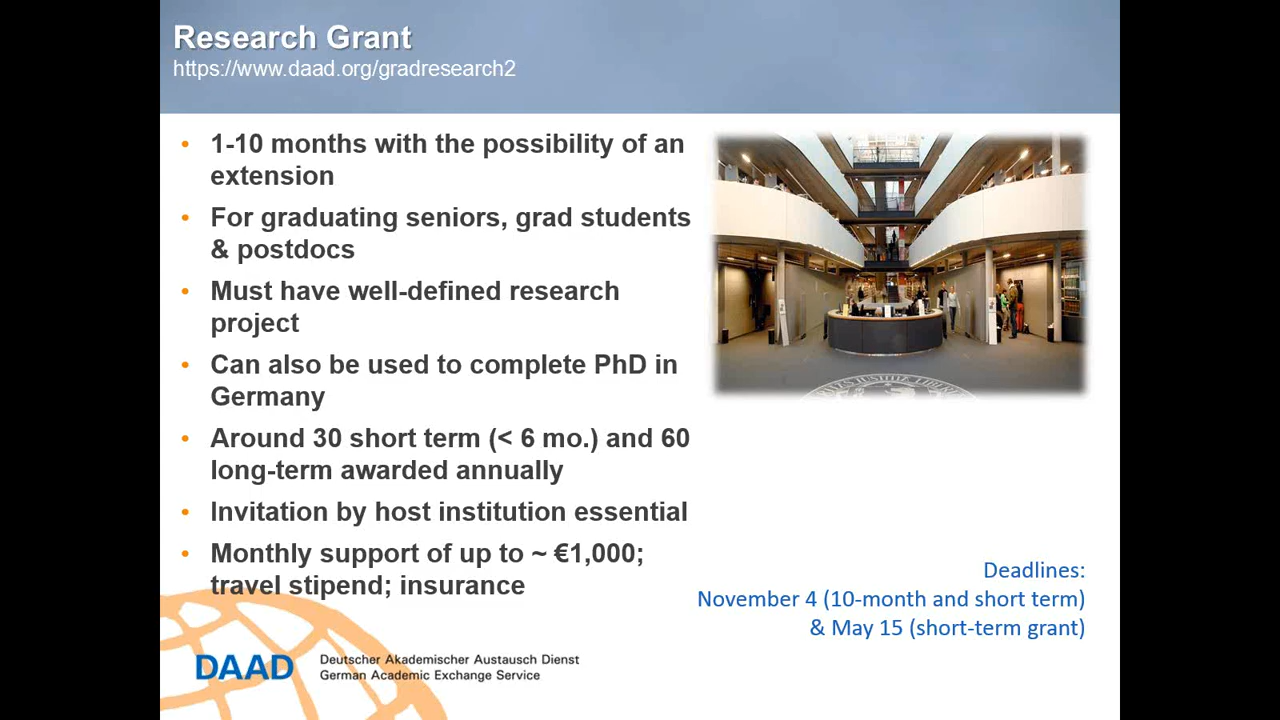 Research Grant
https://www.daad.org/gradresearch2
• 1-10 months with the possibility of an
extension
• For graduating seniors, grad students
& postdocs
• Must have well-defined research
project
• Can also be used to complete PhD in
Germany
• Around 30 short term (< 6 mo.) and 60
long-term awarded annually
• Invitation by host institution essential
• Monthly support of up to ~ €1,000;
travel stipend; insurance
Deadlines:
November 4 (10-month and short term)
& May 15 (short-term grant)
DAAD
Deutscher Akademischer Austausch Dienst
German Academic Exchange Service